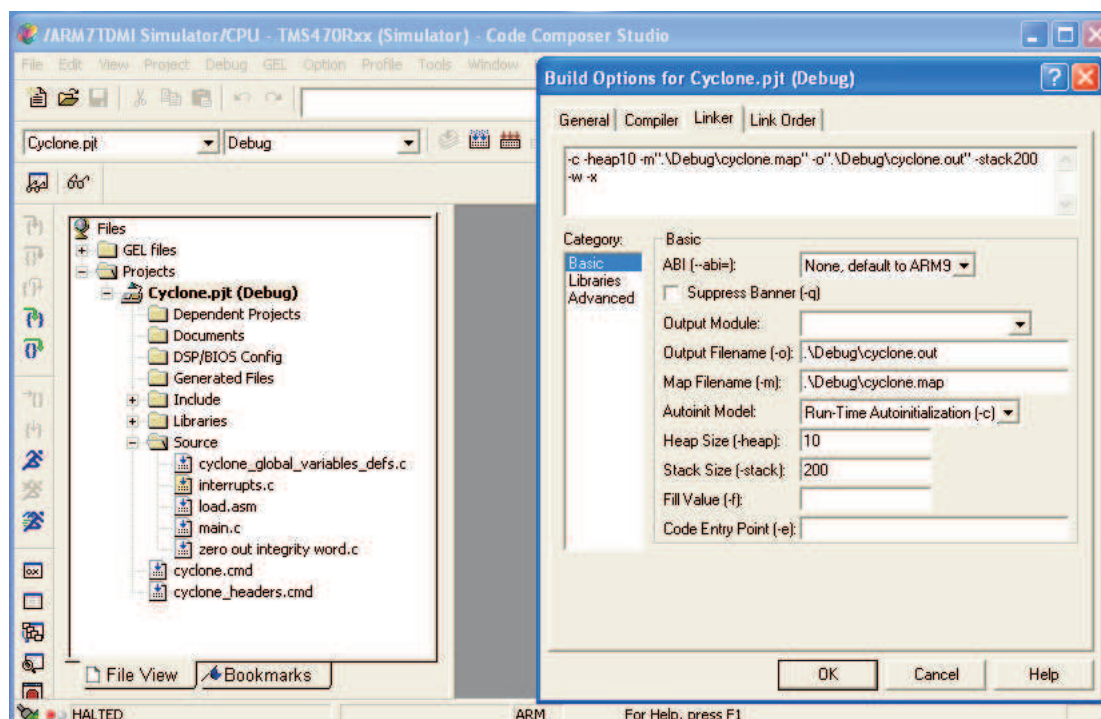 /ARM7TDMI Simulator/CPU - TMS470Rxx (Simulator) - Code Composer Studio
File Edit View Project Debug GEL Option Profile Tools Window
Cyclone.pjt Debug
Files
GEL files
Projects
Cyclone.pjt (Debug)
Dependent Projects
Documents
DSP/BIOS Config
Generated Files
Include
Libraries
Source
cyclone_global_variables_defs.c
interrupts.c
load.asm
main.c
zero out integrity word.c
cyclone.cmd
cyclone_headers.cmd
File View Bookmarks
HALTED ARM For Help, press F1
Build Options for Cyclone.pjt (Debug)
General Compiler Linker Link Order
-c -heap10 -m".\Debug\cyclone.map" -o".\Debug\cyclone.out" -stack200
-w -x
Category: Basic
Basic
Libraries
Advanced
ABI (--abi=): None, default to ARM9
Suppress Banner (-q)
Output Module:
Output Filename (-o): .\Debug\cyclone.out
Map Filename (-m): .\Debug\cyclone.map
Autoinit Model: Run-Time Autoinitialization (-c)
Heap Size (-heap): 10
Stack Size (-stack): 200
Fill Value (-f):
Code Entry Point (-e):
OK Cancel Help